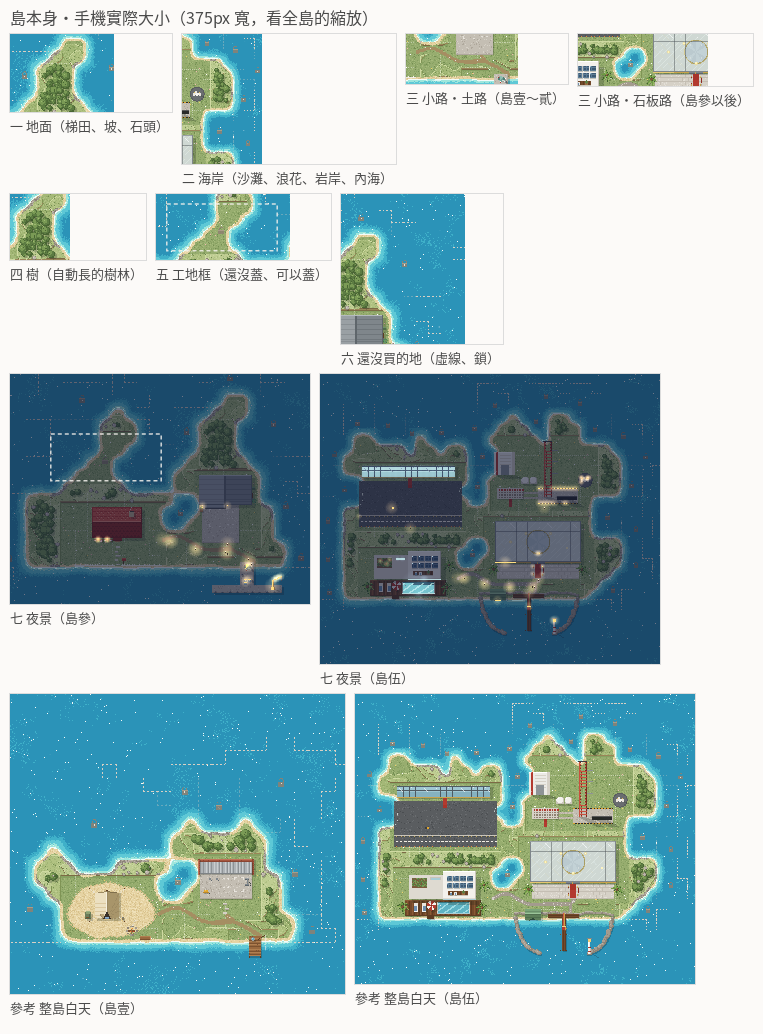 島本身・手機實際大小（375px 寬，看全島的縮放）
一 地面（梯田、坡、石頭）
二 海岸（沙灘、浪花、岩岸、內海）
三 小路・土路（島壹～貳）
三 小路・石板路（島參以後）
四 樹（自動長的樹林）
五 工地框（還沒蓋、可以蓋）
六 還沒買的地（虛線、鎖）
七 夜景（島參）
七 夜景（島伍）
參考 整島白天（島壹）
參考 整島白天（島伍）